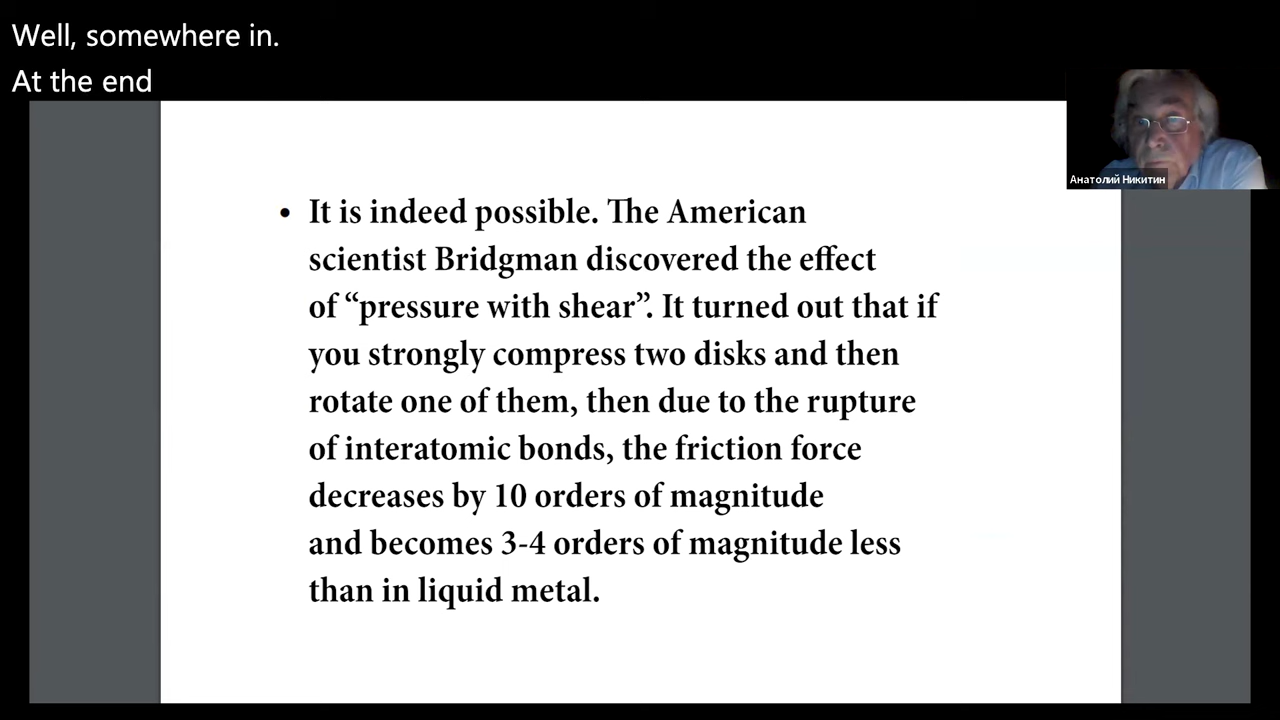 Well, somewhere in.
At the end
Анатолий Никитин
• It is indeed possible. The American
scientist Bridgman discovered the effect
of “pressure with shear”. It turned out that if
you strongly compress two disks and then
rotate one of them, then due to the rupture
of interatomic bonds, the friction force
decreases by 10 orders of magnitude
and becomes 3-4 orders of magnitude less
than in liquid metal.